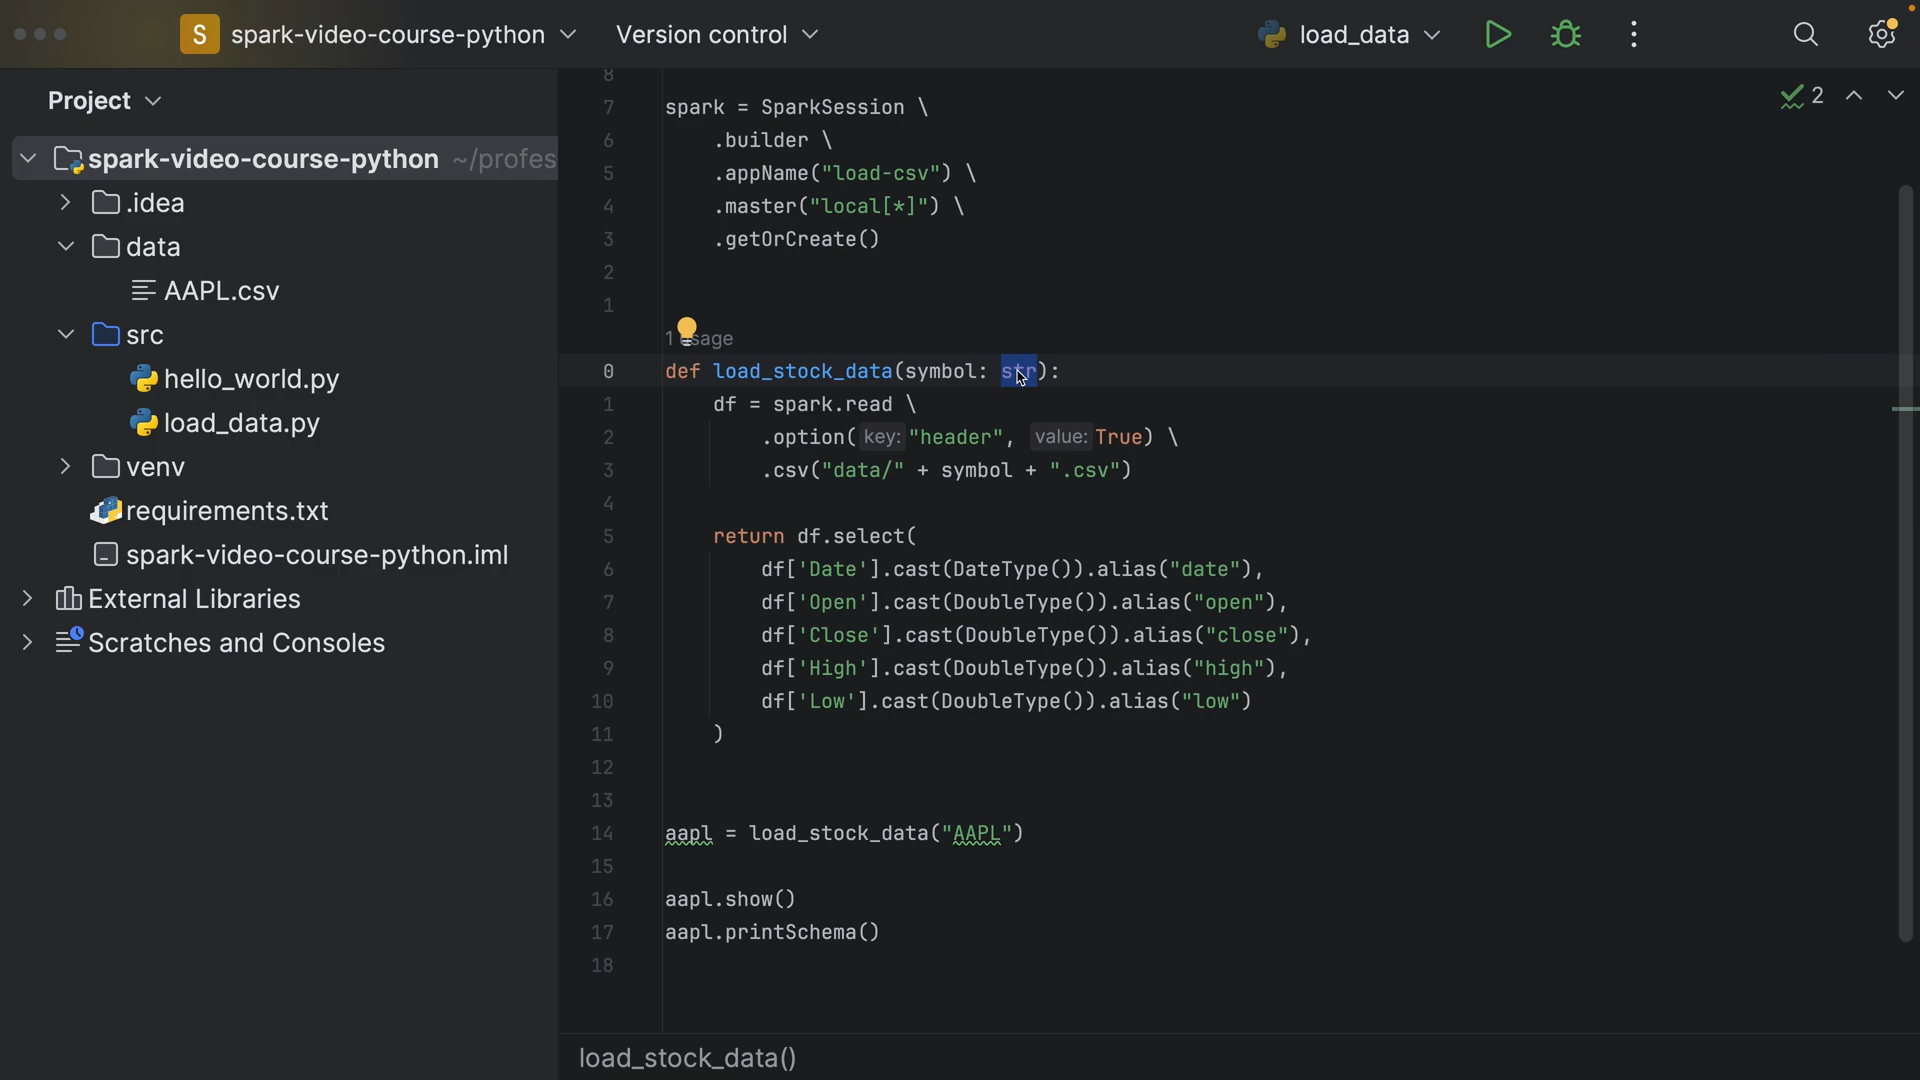 S spark-video-course-python Version control load_data
Project
spark-video-course-python ~/profes
.idea
data
AAPL.csv
src
hello_world.py
load_data.py
venv
requirements.txt
spark-video-course-python.iml
External Libraries
Scratches and Consoles
2
8
7 spark = SparkSession \
6 .builder \
5 .appName("load-csv") \
4 .master("local[*]") \
3 .getOrCreate()
2
1
1 usage
0 def load_stock_data(symbol: str):
1 df = spark.read \
2 .option( key: "header", value: True) \
3 .csv("data/" + symbol + ".csv")
4
5 return df.select(
6 df['Date'].cast(DateType()).alias("date"),
7 df['Open'].cast(DoubleType()).alias("open"),
8 df['Close'].cast(DoubleType()).alias("close"),
9 df['High'].cast(DoubleType()).alias("high"),
10 df['Low'].cast(DoubleType()).alias("low")
11 )
12
13
14 aapl = load_stock_data("AAPL")
15
16 aapl.show()
17 aapl.printSchema()
18
load_stock_data()